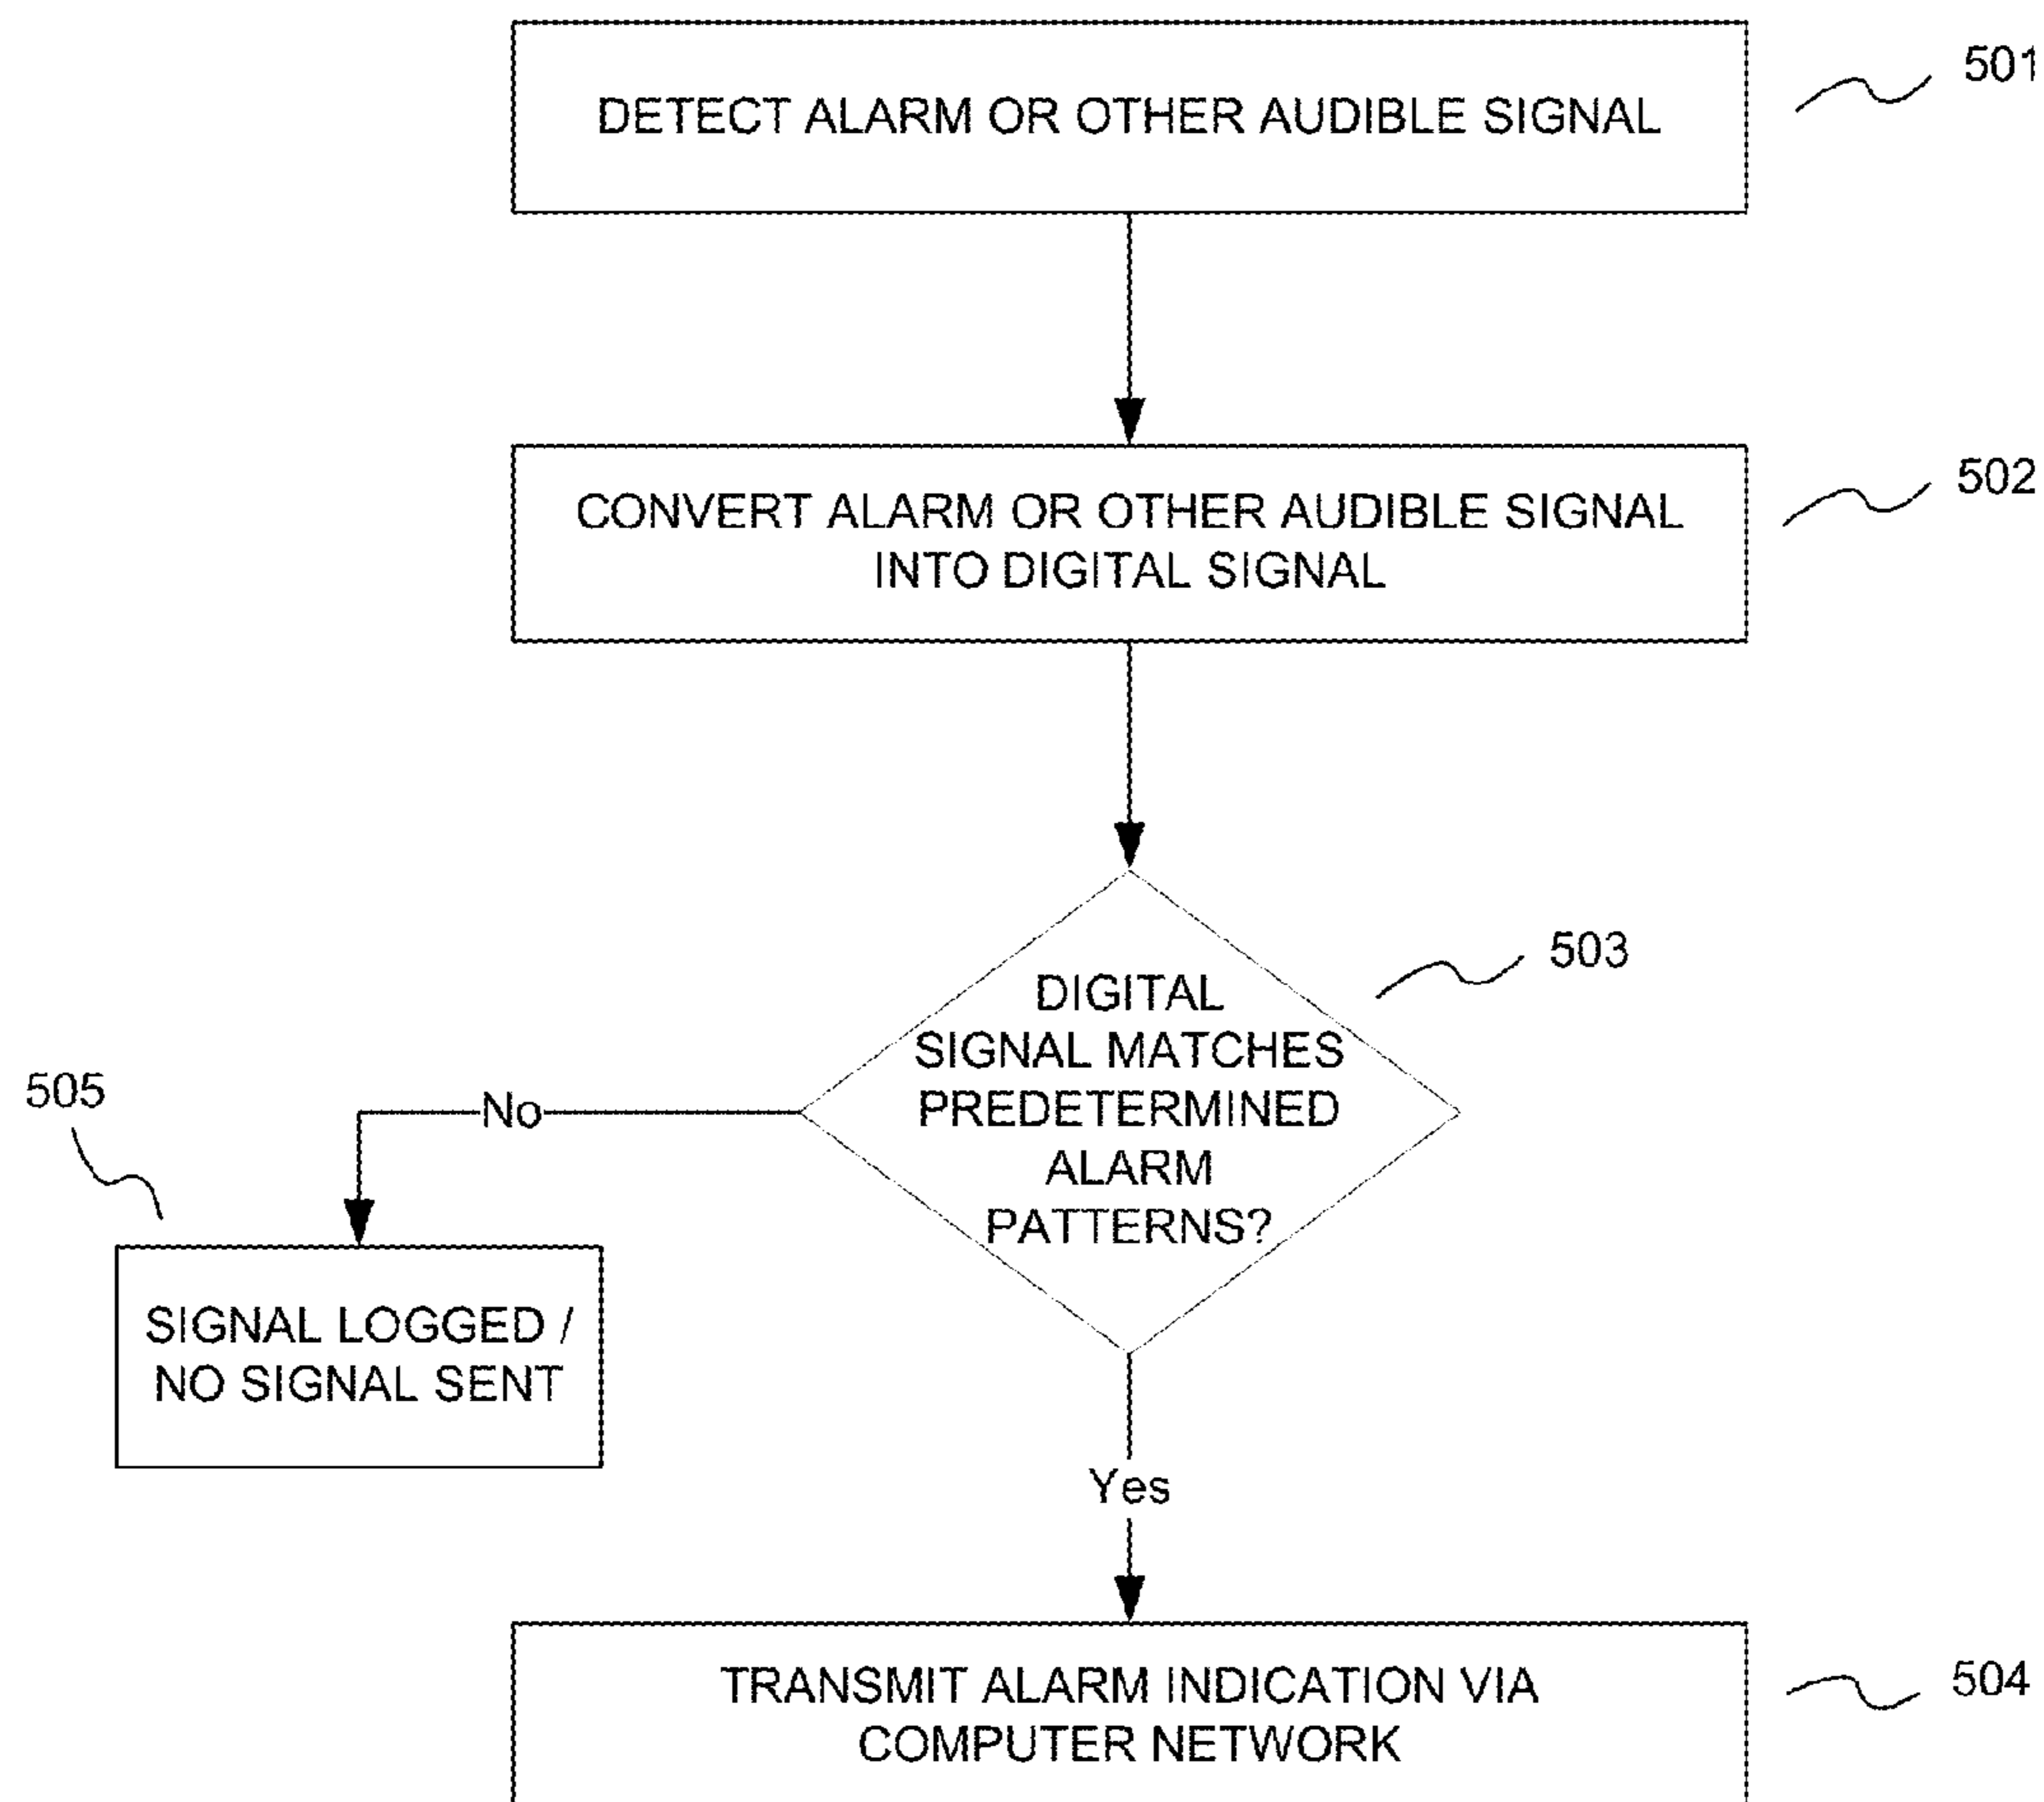 DETECT ALARM OR OTHER AUDIBLE SIGNAL
501
CONVERT ALARM OR OTHER AUDIBLE SIGNAL
INTO DIGITAL SIGNAL
502
DIGITAL
SIGNAL MATCHES
PREDETERMINED
ALARM
PATTERNS?
503
No
505
SIGNAL LOGGED /
NO SIGNAL SENT
Yes
TRANSMIT ALARM INDICATION VIA
COMPUTER NETWORK
504